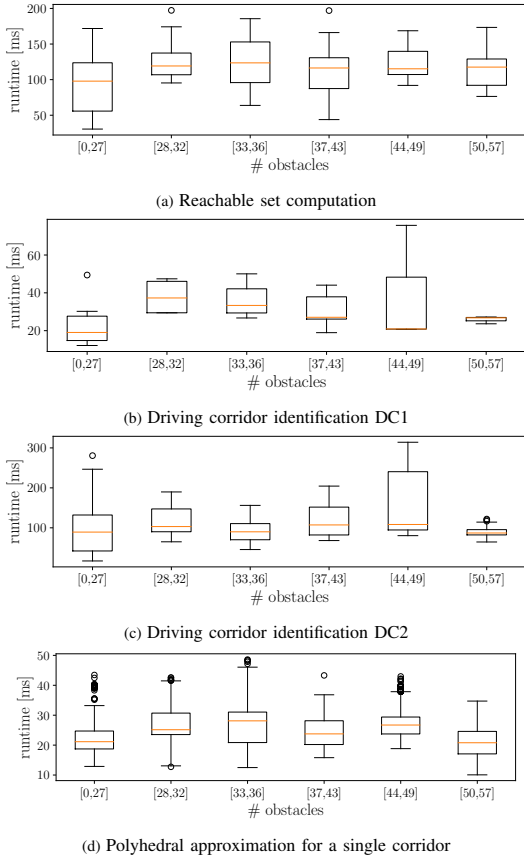 200
150
100
50
runtime [ms]
[0,27] [28,32] [33,36] [37,43] [44,49] [50,57]
# obstacles
(a) Reachable set computation
60
40
20
runtime [ms]
[0,27] [28,32] [33,36] [37,43] [44,49] [50,57]
# obstacles
(b) Driving corridor identification DC1
300
200
100
runtime [ms]
[0,27] [28,32] [33,36] [37,43] [44,49] [50,57]
# obstacles
(c) Driving corridor identification DC2
50
40
30
20
10
runtime [ms]
[0,27] [28,32] [33,36] [37,43] [44,49] [50,57]
# obstacles
(d) Polyhedral approximation for a single corridor